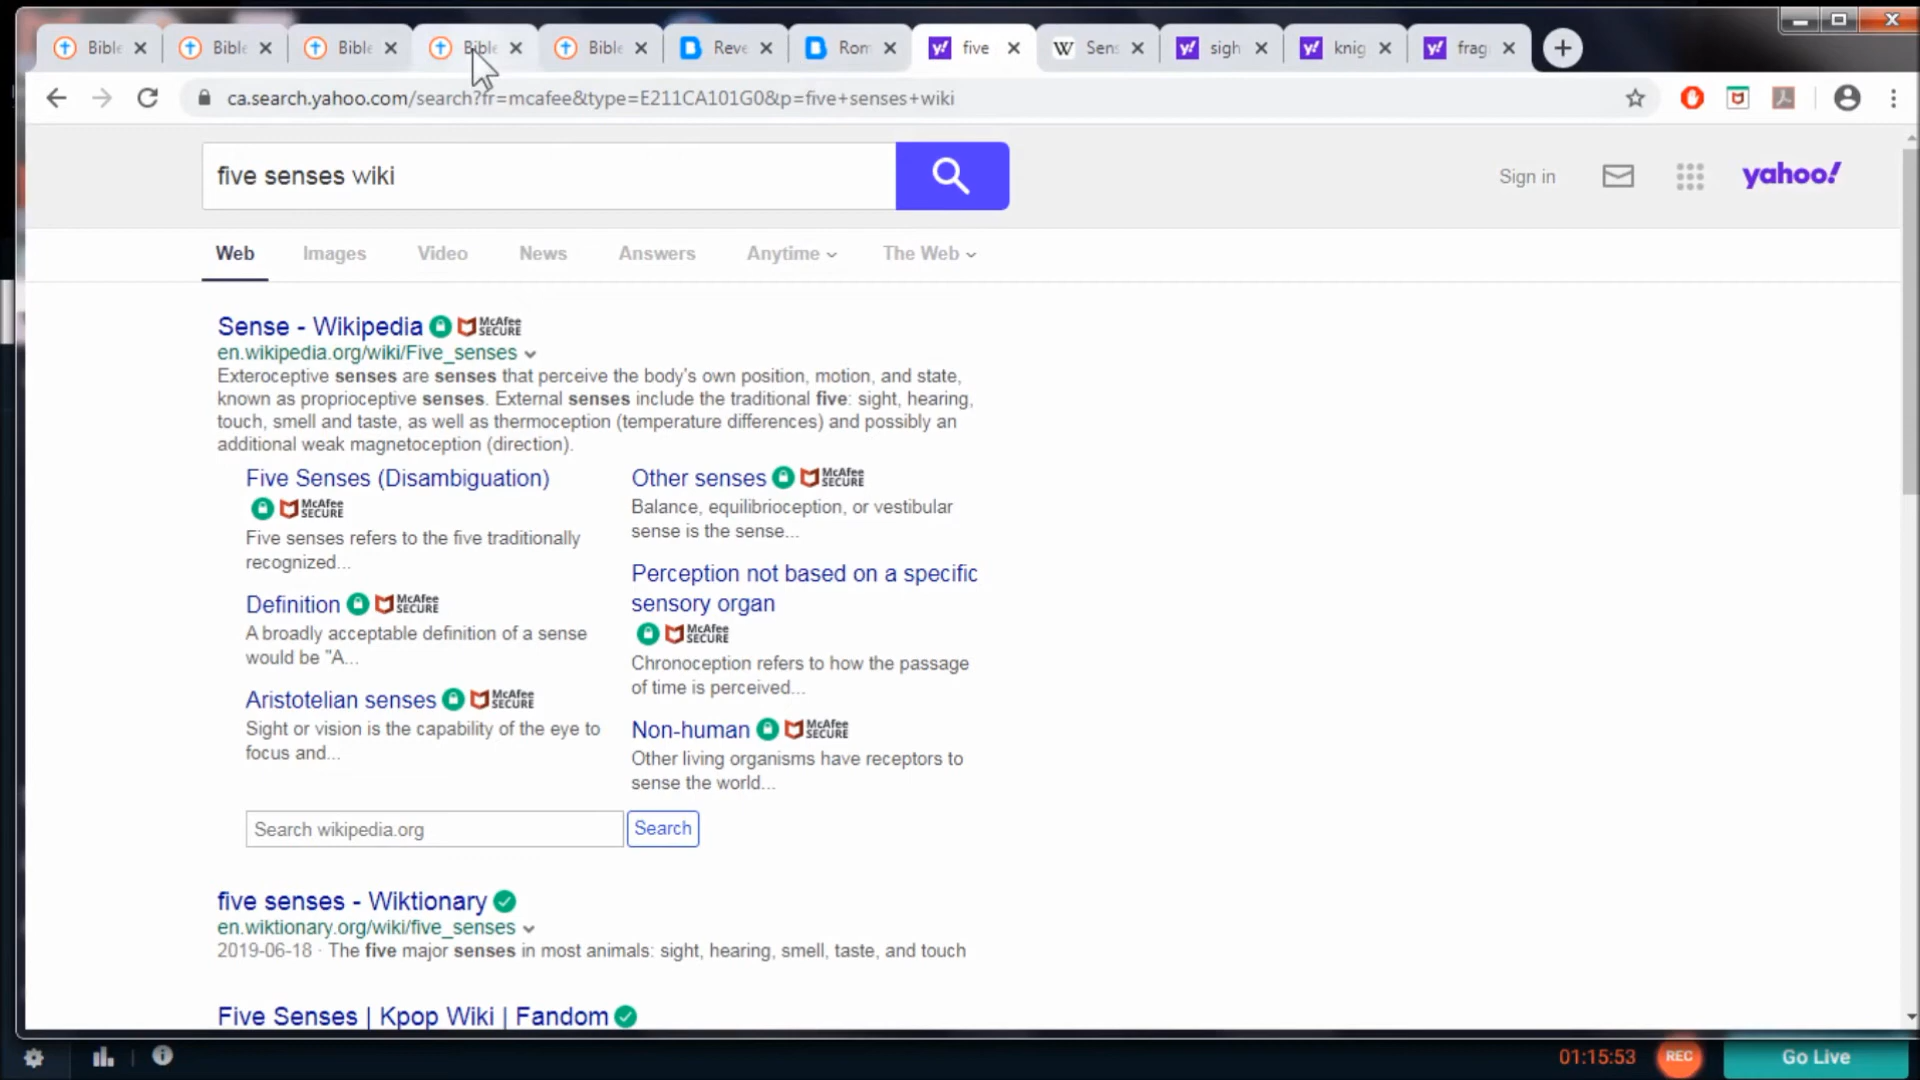 Bible
Bible
Bible
Bible
Bible
Reve
Rom
five
Sens
sigh
knig
frag
ca.search.yahoo.com/search?fr=mcafee&type=E211CA101G0&p=five+senses+wiki
five senses wiki
Sign in
yahoo!
Web Images Video News Answers Anytime The Web
Sense - Wikipedia McAfee SECURE
en.wikipedia.org/wiki/Five_senses
Exteroceptive senses are senses that perceive the body's own position, motion, and state,
known as proprioceptive senses. External senses include the traditional five: sight, hearing,
touch, smell and taste, as well as thermoception (temperature differences) and possibly an
additional weak magnetoception (direction).
Five Senses (Disambiguation)
McAfee SECURE
Five senses refers to the five traditionally
recognized...
Definition McAfee SECURE
A broadly acceptable definition of a sense
would be "A...
Aristotelian senses McAfee SECURE
Sight or vision is the capability of the eye to
focus and...
Other senses McAfee SECURE
Balance, equilibrioception, or vestibular
sense is the sense...
Perception not based on a specific
sensory organ
McAfee SECURE
Chronoception refers to how the passage
of time is perceived...
Non-human McAfee SECURE
Other living organisms have receptors to
sense the world...
Search wikipedia.org Search
five senses - Wiktionary
en.wiktionary.org/wiki/five_senses
2019-06-18 · The five major senses in most animals: sight, hearing, smell, taste, and touch
Five Senses | Kpop Wiki | Fandom
01:15:53 REC Go Live